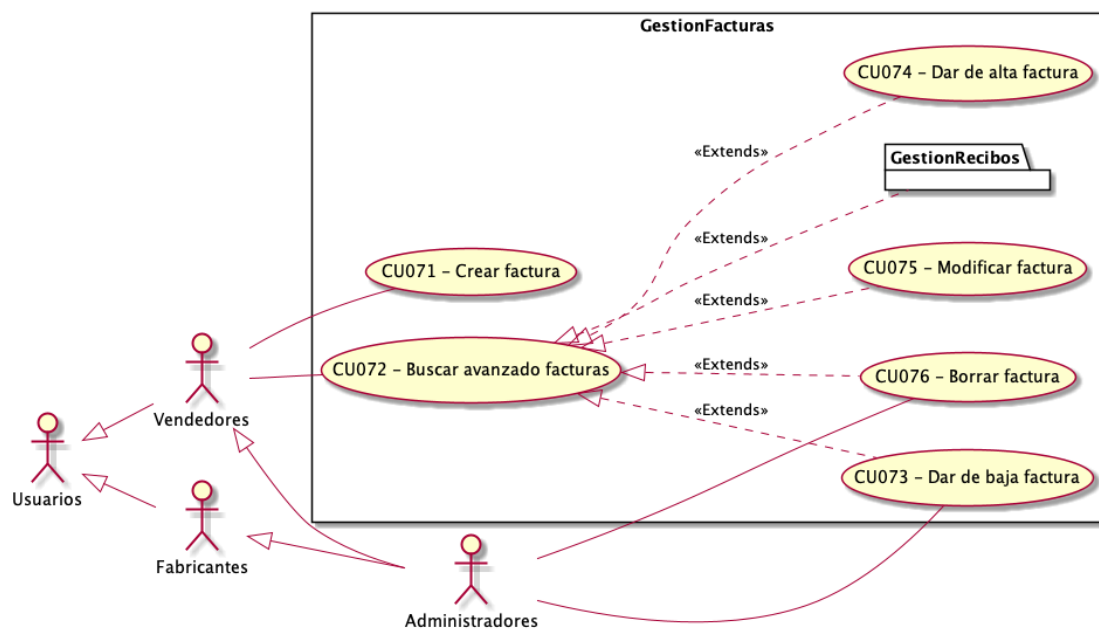 GestionFacturas
CU074 – Dar de alta factura
«Extends»
GestionRecibos
«Extends»
CU071 – Crear factura
CU075 – Modificar factura
«Extends»
CU072 – Buscar avanzado facturas
«Extends»
CU076 – Borrar factura
«Extends»
Vendedores
CU073 – Dar de baja factura
Usuarios
Fabricantes
Administradores